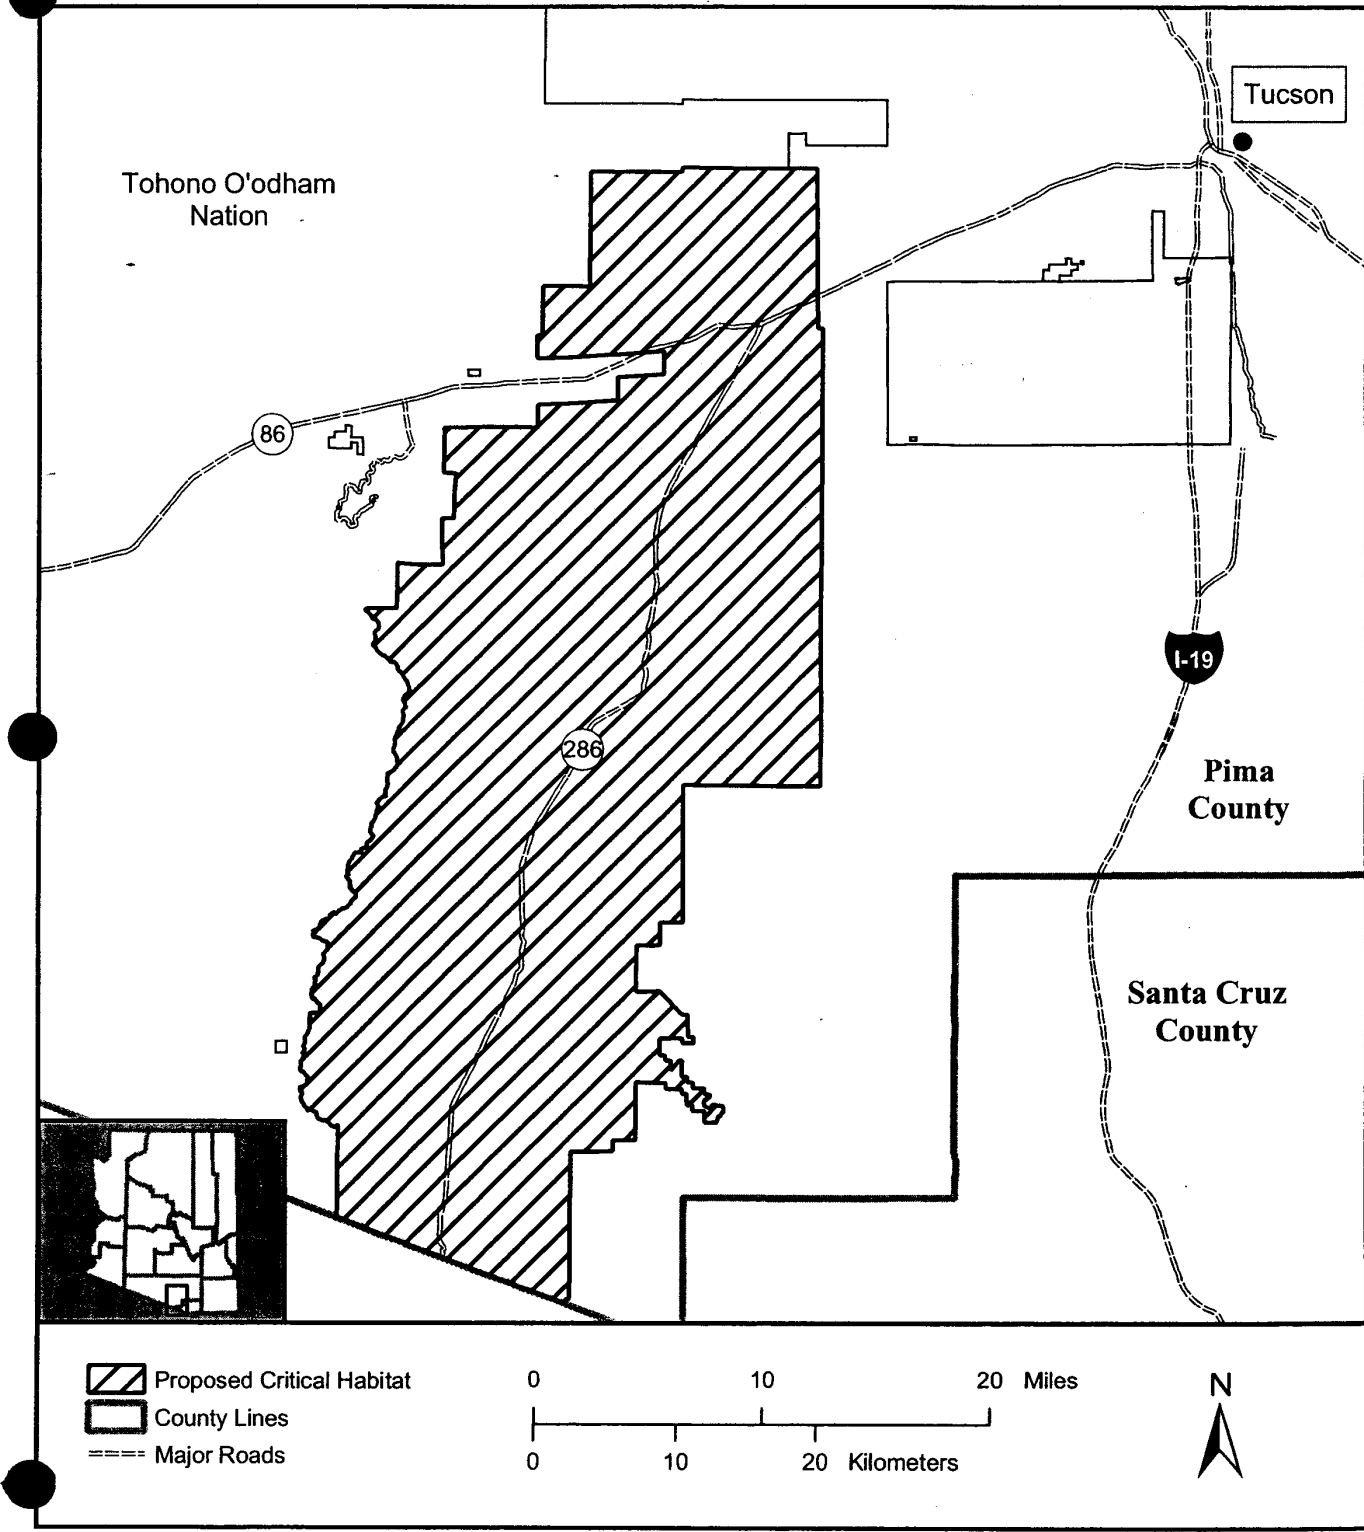 Tucson
Tohono O'odham
Nation
86
286
I-19
Pima
County
Santa Cruz
County
Proposed Critical Habitat
County Lines
Major Roads
0 10 20 Miles
0 10 20 Kilometers
N